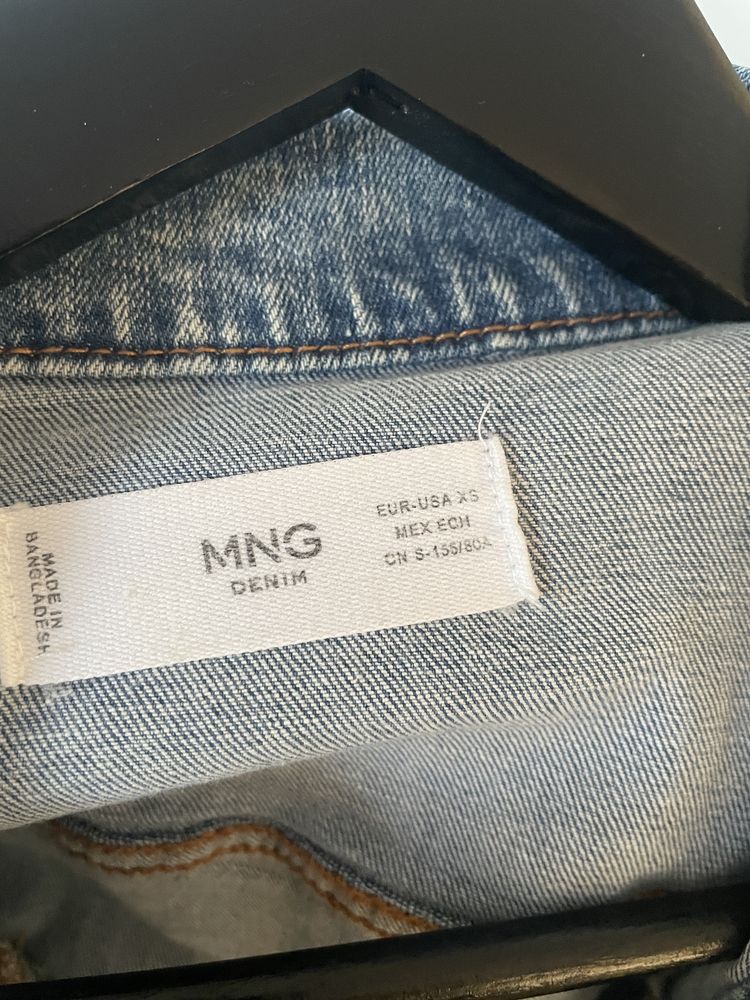 MADE IN
BANGLADESH
MNG
DENIM
EUR-USA XS
MEX ECH
CN S-155/80A